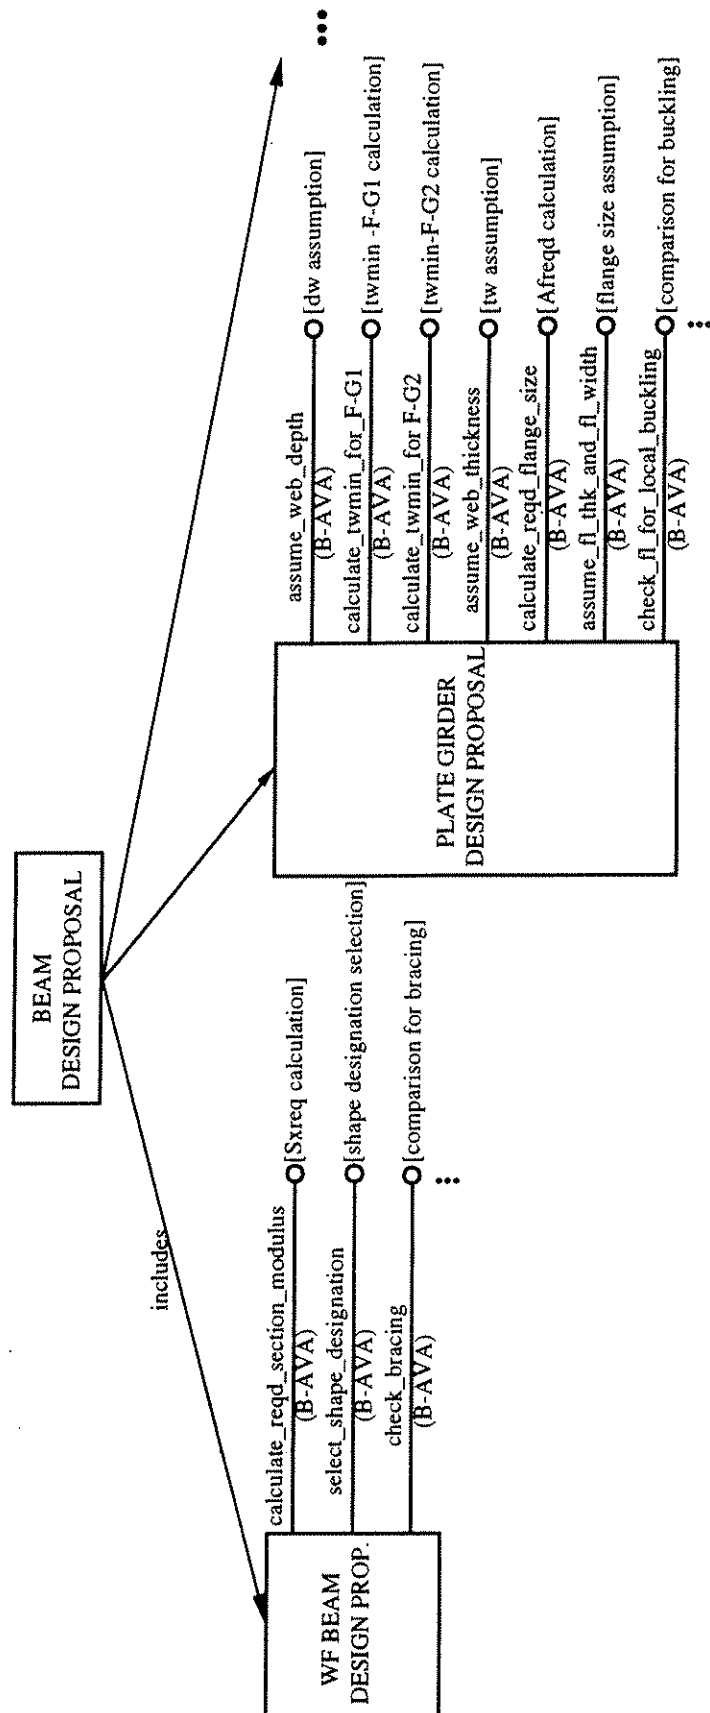 BEAM
DESIGN PROPOSAL
includes
WF BEAM
DESIGN PROP.
calculate_reqd_section_modulus
(B-AVA)
[Sxreq calculation]
select_shape_designation
(B-AVA)
[shape designation selection]
check_bracing
(B-AVA)
[comparison for bracing]
PLATE GIRDER
DESIGN PROPOSAL
assume_web_depth
(B-AVA)
[dw assumption]
calculate_twmin_for_F-G1
(B-AVA)
[twmin -F-G1 calculation]
calculate_twmin_for F-G2
(B-AVA)
[twmin-F-G2 calculation]
assume_web_thickness
(B-AVA)
[tw assumption]
calculate_reqd_flange_size
(B-AVA)
[Afreqd calculation]
assume_fl_thk_and_fl_width
(B-AVA)
[flange size assumption]
check_fl_for_local_buckling
(B-AVA)
[comparison for buckling]